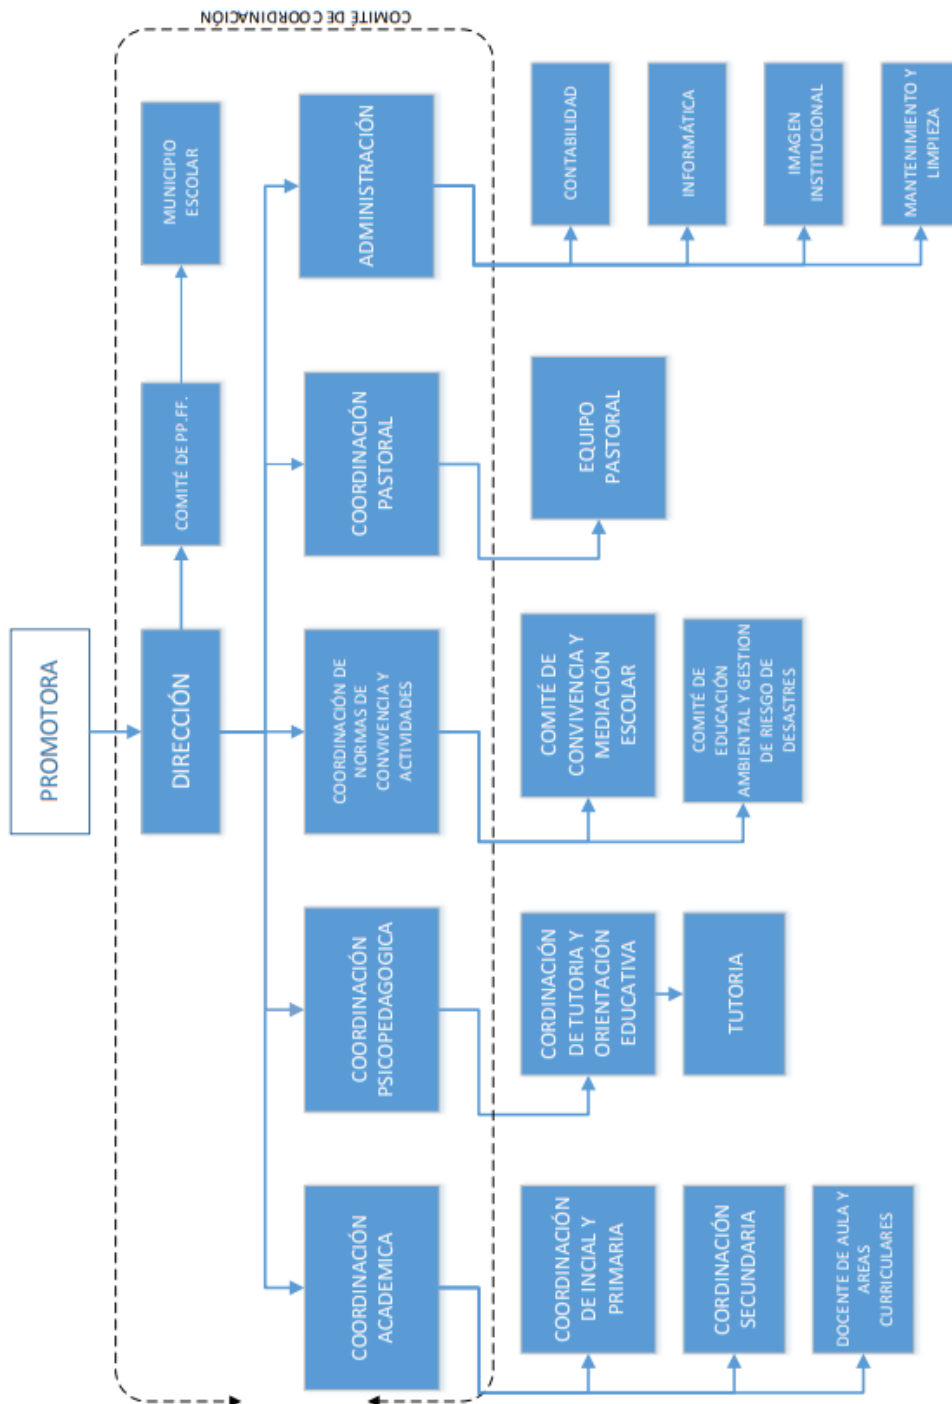 COMITÉ DE COORDINACIÓN
PROMOTORA
DIRECCIÓN
COMITÉ DE PP.FF.
MUNICIPIO
ESCOLAR
COORDINACIÓN
ACADEMICA
COORDINACIÓN
PSICOPEDAGOGICA
COORDINACIÓN DE
NORMAS DE
CONVIVENCIA Y
ACTIVIDADES
COORDINACIÓN
PASTORAL
ADMINISTRACIÓN
COORDINACIÓN
DE INCIAL Y
PRIMARIA
CORDINACIÓN
SECUNDARIA
DOCENTE DE AULA Y
AREAS
CURRICULARES
CORDINACIÓN
DE TUTORIA Y
ORIENTACIÓN
EDUCATIVA
TUTORIA
COMITÉ DE
CONVIVENCIA Y
MEDIACIÓN
ESCOLAR
COMITÉ DE
EDUCACIÓN
AMBIENTAL Y GESTION
DE RIESGO DE
DESASTRES
EQUIPO
PASTORAL
CONTABILIDAD
INFORMÁTICA
IMAGEN
INSTITUCIONAL
MANTENIMIENTO Y
LIMPIEZA